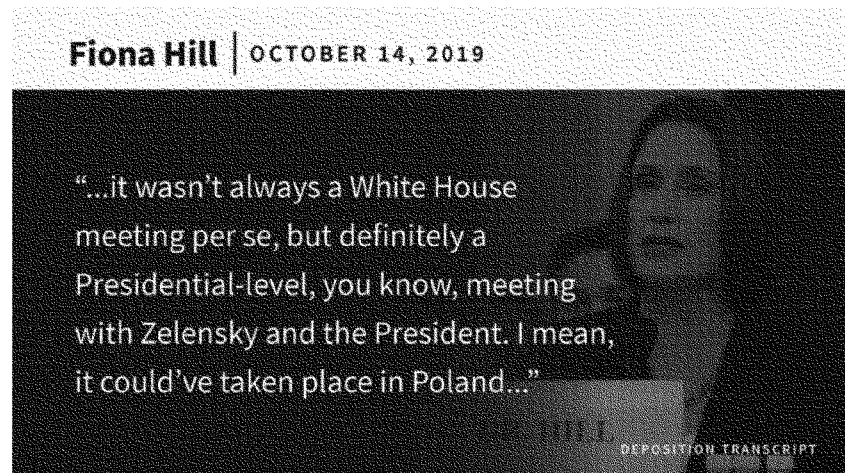 Fiona Hill | OCTOBER 14, 2019
“...it wasn’t always a White House
meeting per se, but definitely a
Presidential-level, you know, meeting
with Zelensky and the President. I mean,
it could’ve taken place in Poland...”
HILL
DEPOSITION TRANSCRIPT